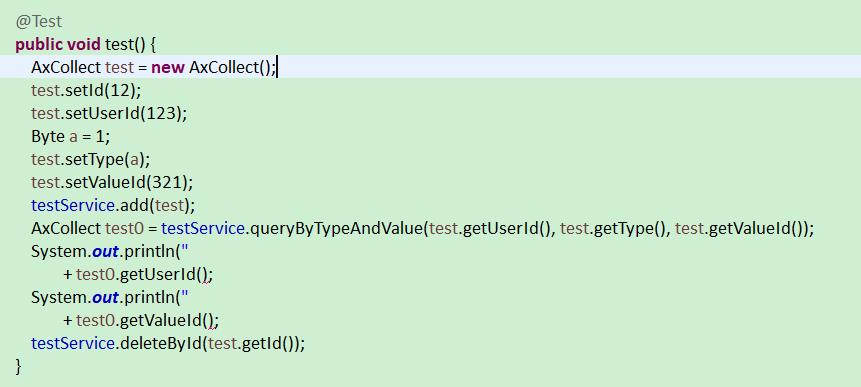 @Test
public void test() {
AxCollect test = new AxCollect();
test.setId(12);
test.setUserId(123);
Byte a = 1;
test.setType(a);
test.setValueId(321);
testService.add(test);
AxCollect test0 = testService.queryByTypeAndValue(test.getUserId(), test.getType(), test.getValueId());
System.out.println("
+ test0.getUserId();
System.out.println("
+ test0.getValueId();
testService.deleteById(test.getId());
}